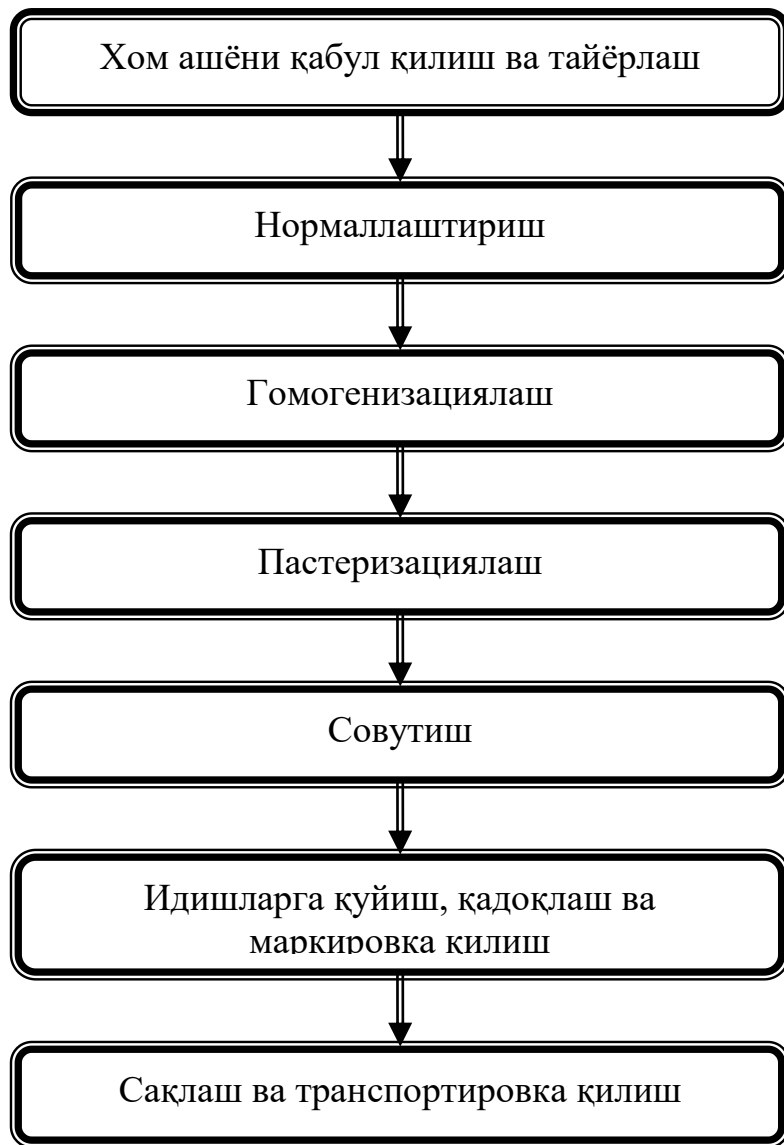 Хом ашёни қабул қилиш ва тайёрлаш
Нормаллаштириш
Гомогенизациялаш
Пастеризациялаш
Совутиш
Идишларга қуйиш, қадоқлаш ва
маркировка қилиш
Сақлаш ва транспортировка қилиш